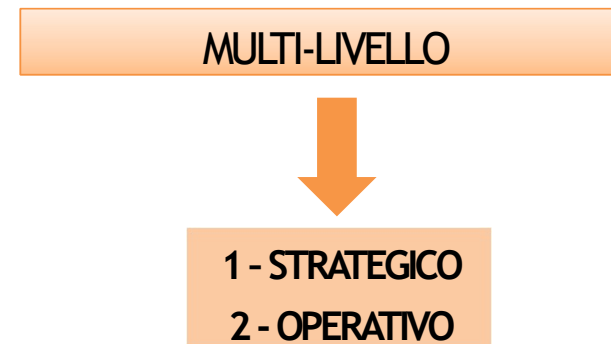 MULTI-LIVELLO
1 – STRATEGICO
2 - OPERATIVO